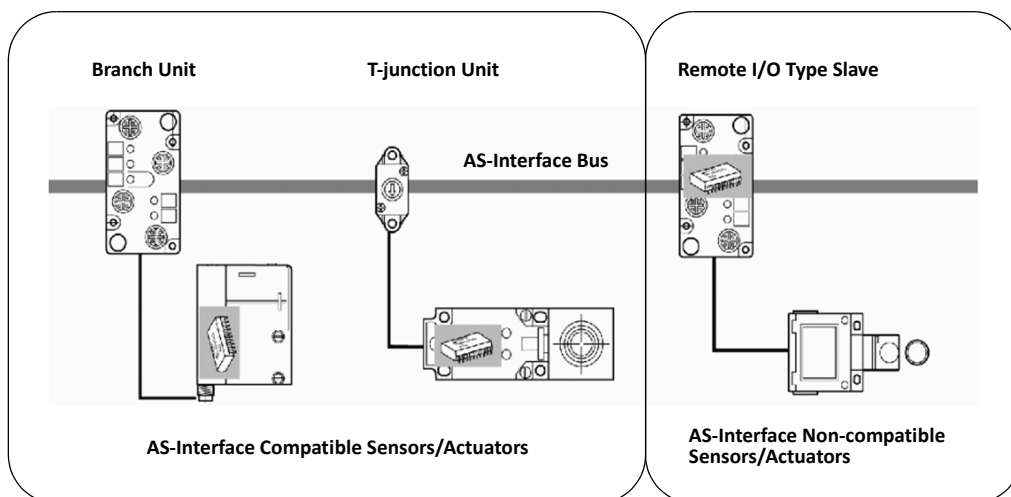 Branch Unit
T-junction Unit
Remote I/O Type Slave
AS-Interface Bus
AS-Interface Compatible Sensors/Actuators
AS-Interface Non-compatible
Sensors/Actuators